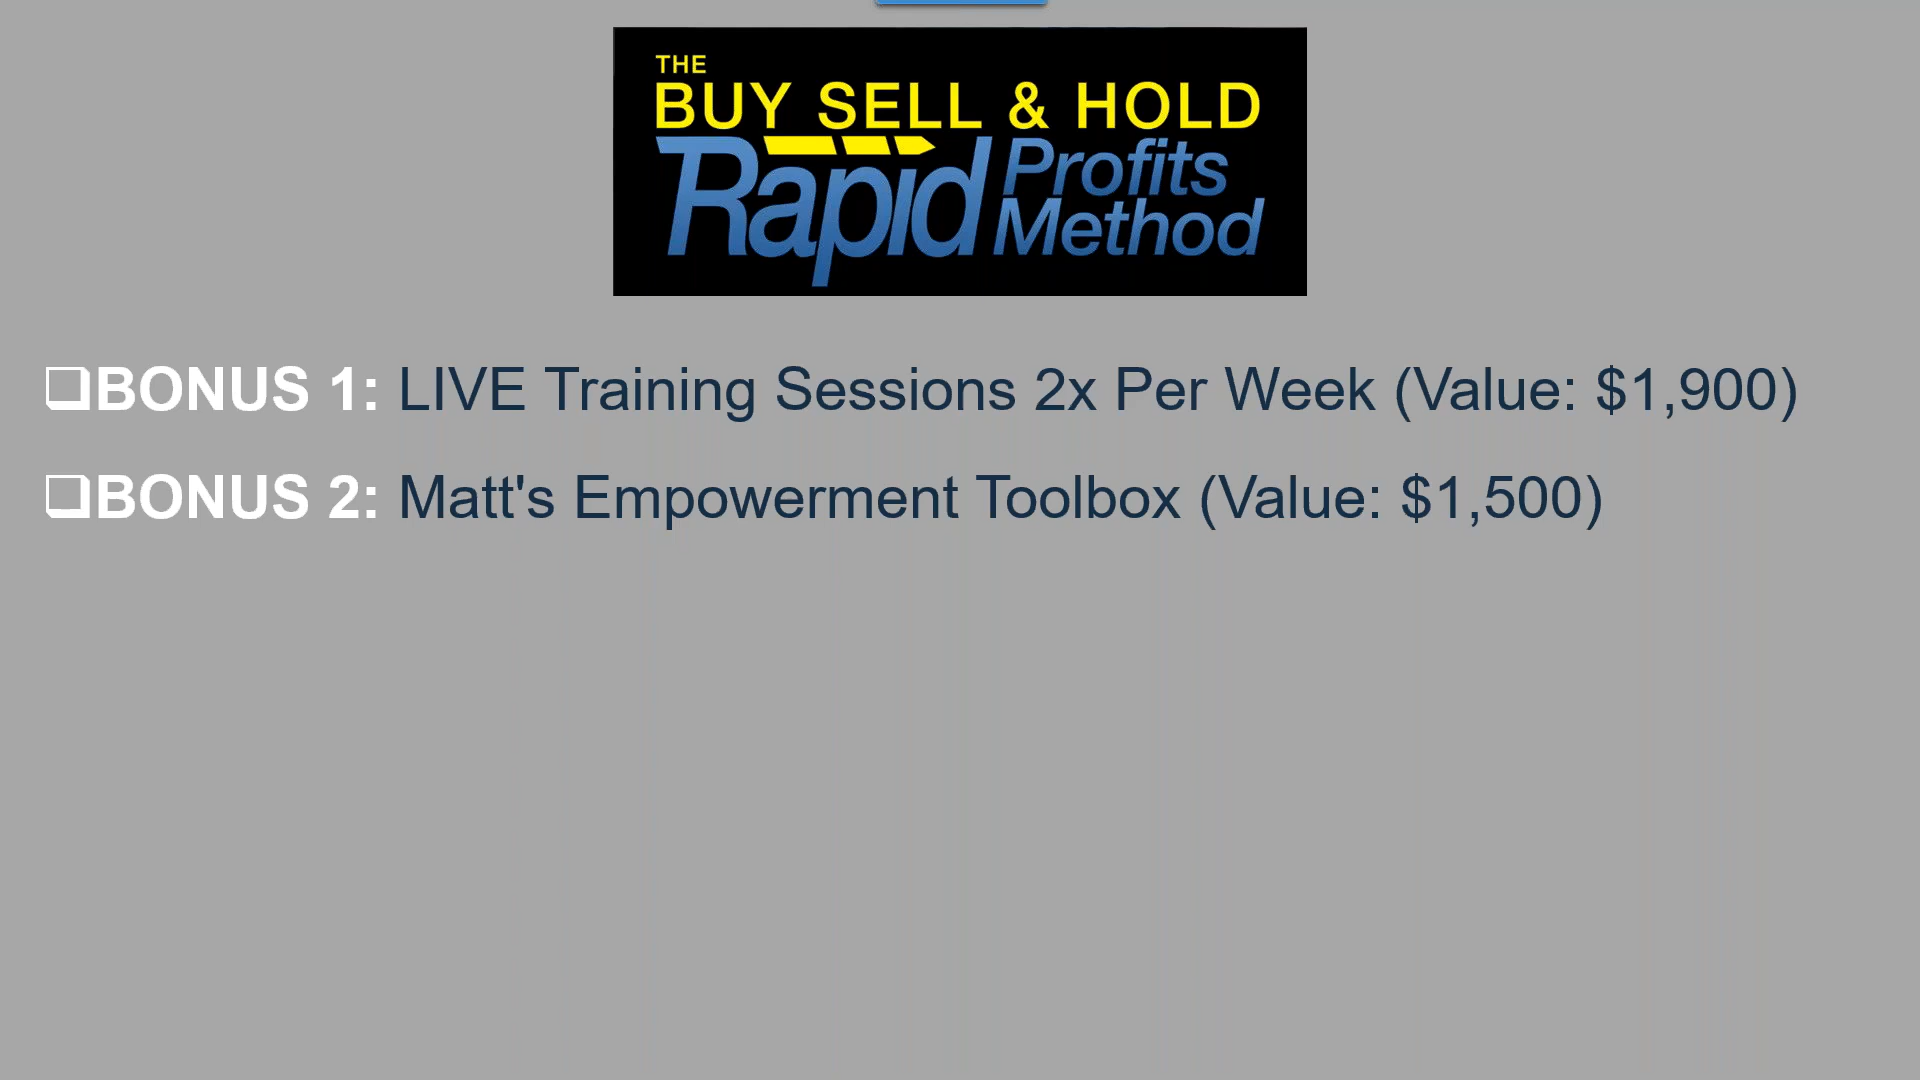 THE
BUY SELL & HOLD
Rapid Profits Method
❑BONUS 1: LIVE Training Sessions 2x Per Week (Value: $1,900)
❑BONUS 2: Matt's Empowerment Toolbox (Value: $1,500)